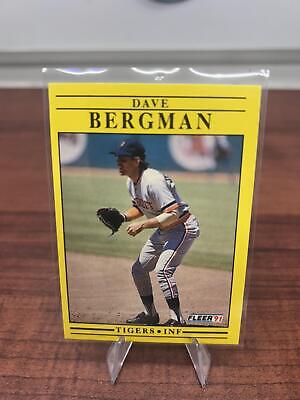 DAVE
BERGMAN
FLEER '91
TIGERS • INF